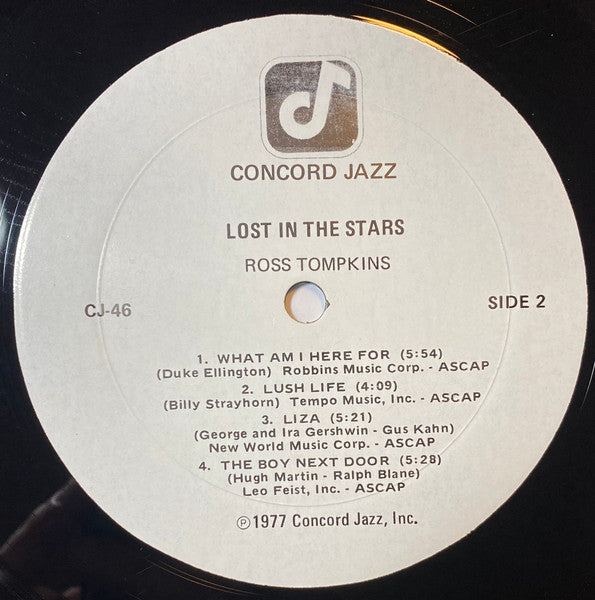 CONCORD JAZZ
LOST IN THE STARS
ROSS TOMPKINS
CJ-46
SIDE 2
1. WHAT AM I HERE FOR (5:54)
(Duke Ellington) Robbins Music Corp. - ASCAP
2. LUSH LIFE (4:09)
(Billy Strayhorn) Tempo Music, Inc. - ASCAP
3. LIZA (5:21)
(George and Ira Gershwin - Gus Kahn)
New World Music Corp. - ASCAP
4. THE BOY NEXT DOOR (5:28)
(Hugh Martin - Ralph Blane)
Leo Feist, Inc. - ASCAP
℗1977 Concord Jazz, Inc.